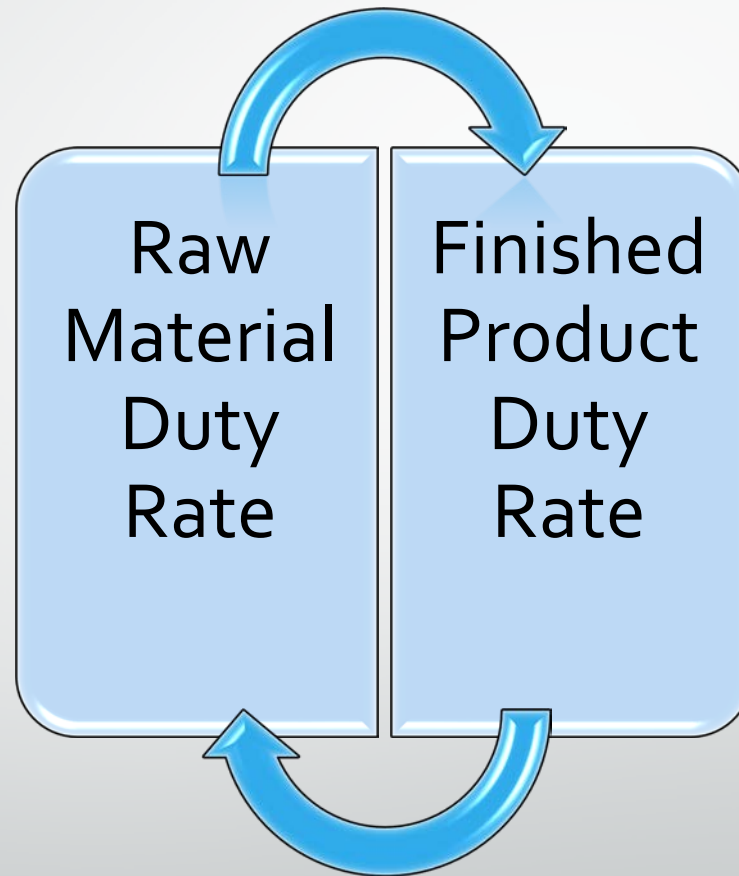 Raw
Material
Duty
Rate
Finished
Product
Duty
Rate